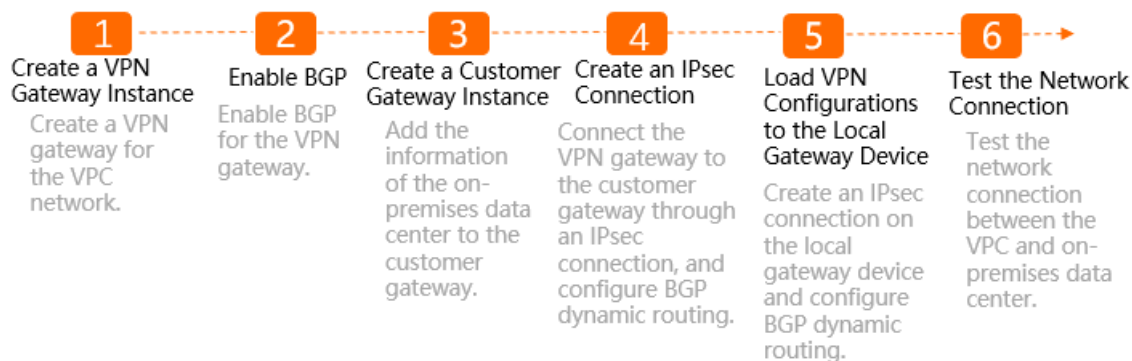 1
Create a VPN
Gateway Instance
Create a VPN
gateway for
the VPC
network.
2
Enable BGP
Enable BGP
for the VPN
gateway.
3
Create a Customer
Gateway Instance
Add the
information
of the on-
premises data
center to the
customer
gateway.
4
Create an IPsec
Connection
Connect the
VPN gateway to
the customer
gateway through
an IPsec
connection, and
configure BGP
dynamic routing.
5
Load VPN
Configurations
to the Local
Gateway Device
Create an IPsec
connection on
the local
gateway device
and configure
BGP dynamic
routing.
6
Test the Network
Connection
Test the
network
connection
between the
VPC and on-
premises data
center.